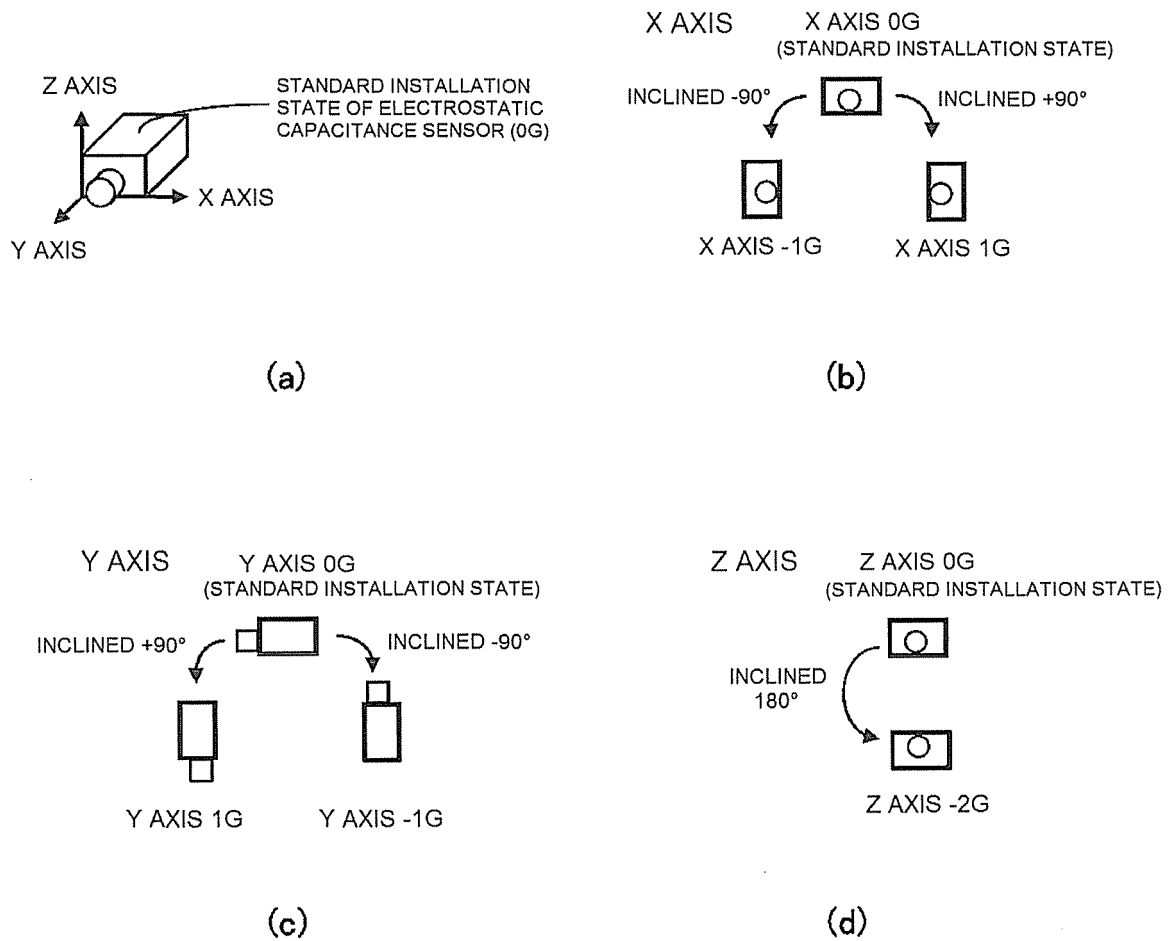 Z AXIS
STANDARD INSTALLATION
STATE OF ELECTROSTATIC
CAPACITANCE SENSOR (0G)
X AXIS
Y AXIS
(a)
X AXIS
X AXIS 0G
(STANDARD INSTALLATION STATE)
INCLINED -90°
INCLINED +90°
X AXIS -1G
X AXIS 1G
(b)
Y AXIS
Y AXIS 0G
(STANDARD INSTALLATION STATE)
INCLINED +90°
INCLINED -90°
Y AXIS 1G
Y AXIS -1G
(c)
Z AXIS
Z AXIS 0G
(STANDARD INSTALLATION STATE)
INCLINED
180°
Z AXIS -2G
(d)